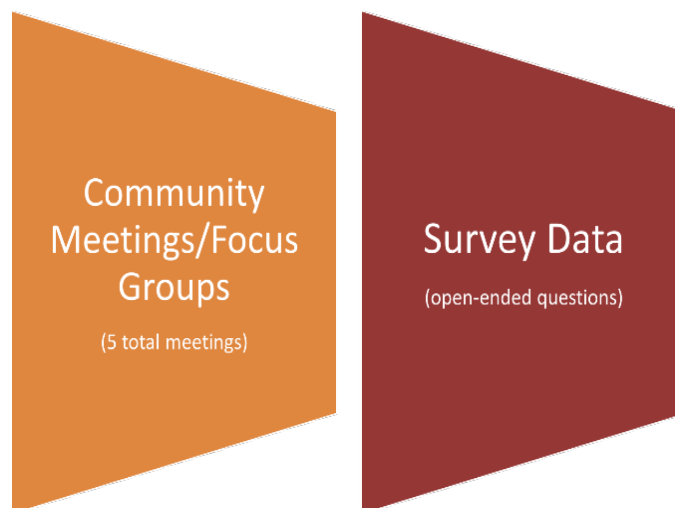 Community
Meetings/Focus
Groups
(5 total meetings)
Survey Data
(open-ended questions)